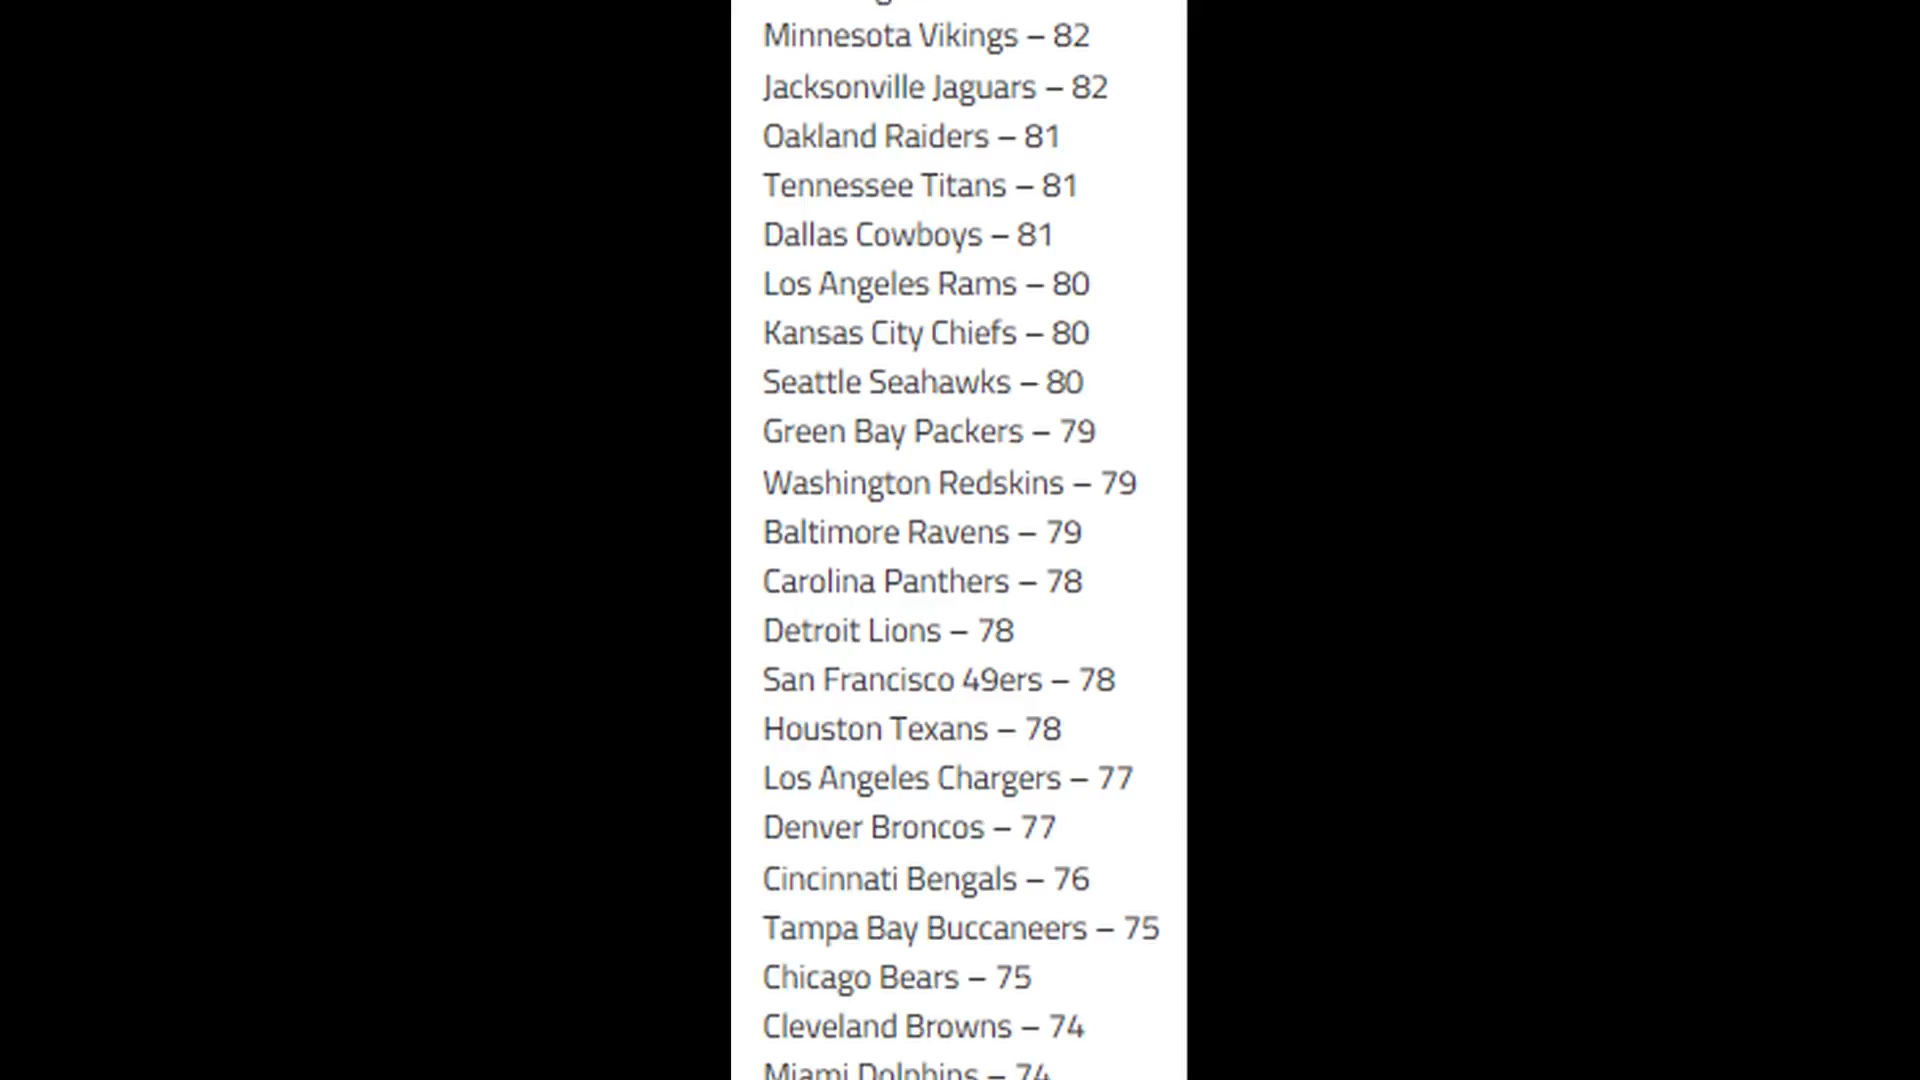 Minnesota Vikings – 82
Jacksonville Jaguars – 82
Oakland Raiders – 81
Tennessee Titans – 81
Dallas Cowboys – 81
Los Angeles Rams – 80
Kansas City Chiefs – 80
Seattle Seahawks – 80
Green Bay Packers – 79
Washington Redskins – 79
Baltimore Ravens – 79
Carolina Panthers – 78
Detroit Lions – 78
San Francisco 49ers – 78
Houston Texans – 78
Los Angeles Chargers – 77
Denver Broncos – 77
Cincinnati Bengals – 76
Tampa Bay Buccaneers – 75
Chicago Bears – 75
Cleveland Browns – 74
Miami Dolphins – 74